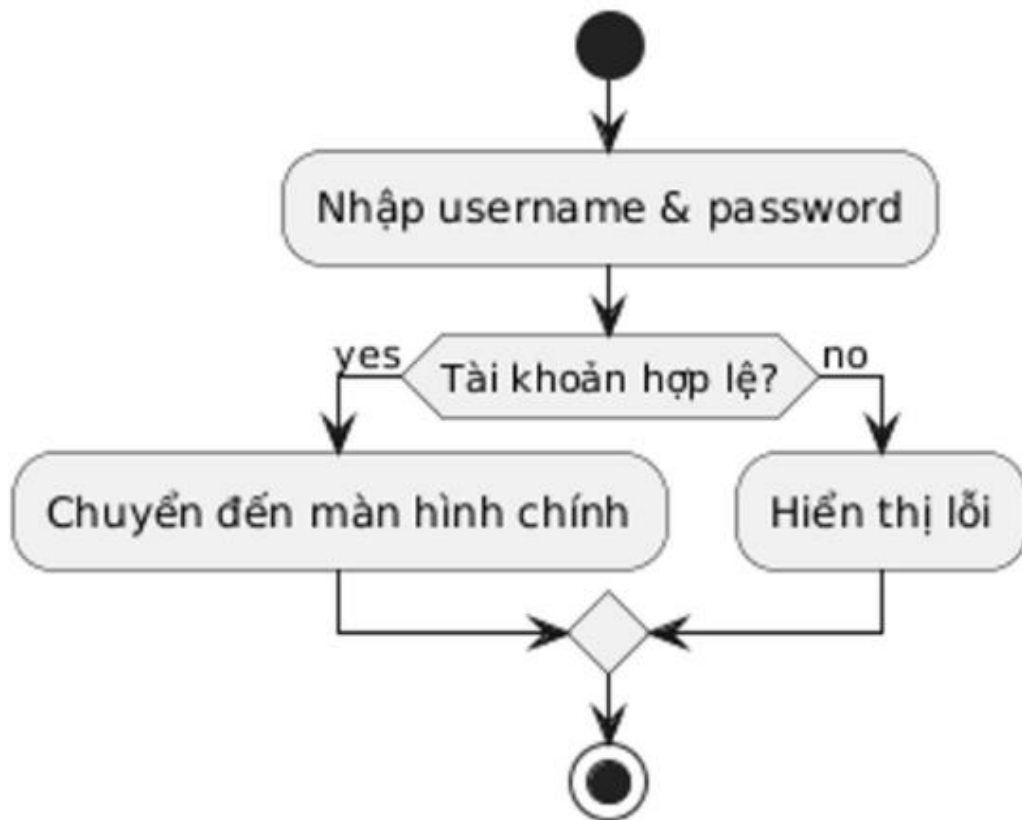 Nhập username & password
yes
Tài khoản hợp lệ?
no
Chuyển đến màn hình chính
Hiển thị lỗi